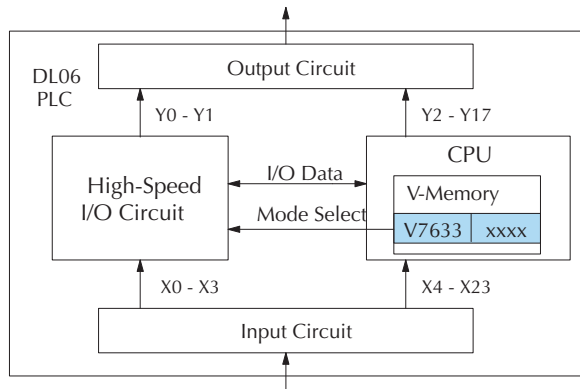 Output Circuit
DL06
PLC
Y0 - Y1
Y2 - Y17
CPU
High-Speed
I/O Circuit
I/O Data
V-Memory
Mode Select
V7633 xxxx
X0 - X3
X4 - X23
Input Circuit